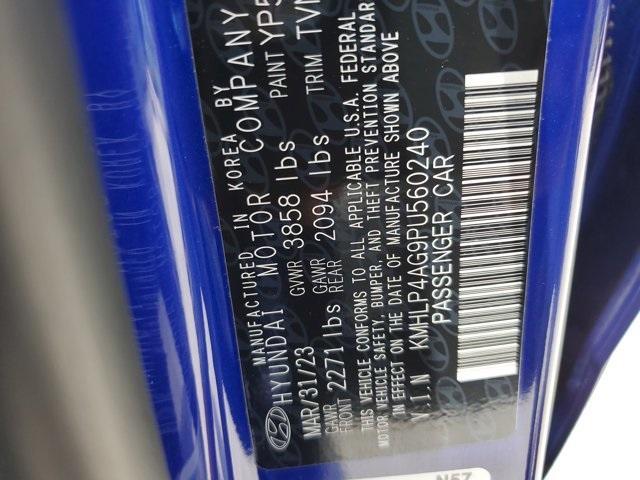 MANUFACTURED IN KOREA BY
HYUNDAI MOTOR COMPANY
MAR/31/23 GVWR 3858 lbs PAINT YP5
GAWR FRONT 2271 lbs GAWR REAR 2094 lbs TRIM
THIS VEHICLE CONFORMS TO ALL APPLICABLE U.S.A. FEDERAL
MOTOR VEHICLE SAFETY, BUMPER, AND THEFT PREVENTION STANDAR
IN EFFECT ON THE DATE OF MANUFACTURE SHOWN ABOVE
V.I.N KMHLP4AG9PU560240
PASSENGER CAR
N57